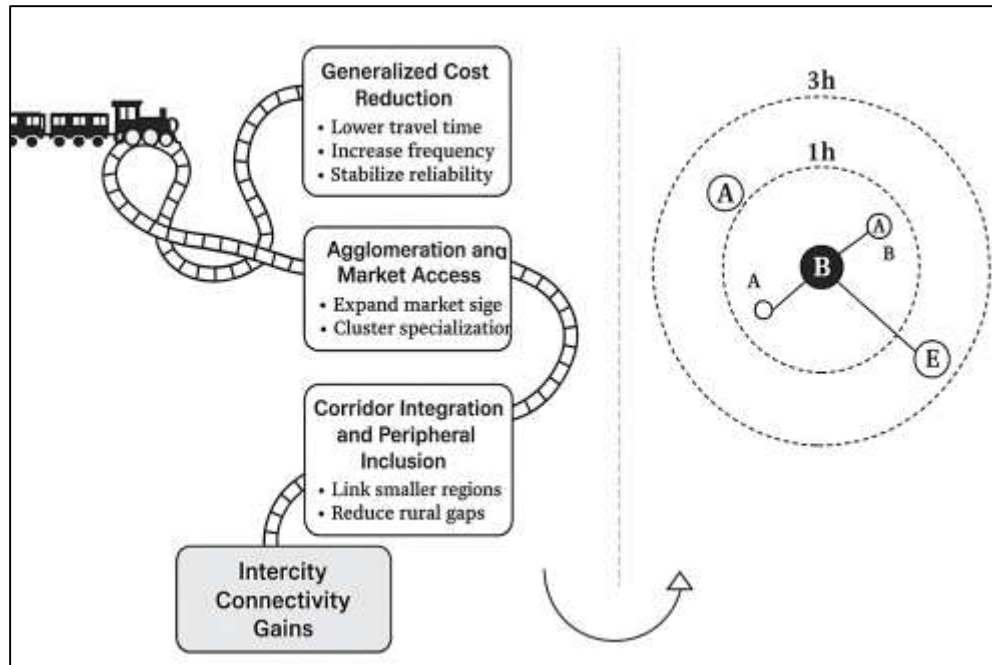 Generalized Cost
Reduction
• Lower travel time
• Increase frequency
• Stabilize reliability
Agglomeration and
Market Access
• Expand market sige
• Cluster specialization
Corridor Integration
and Peripheral
Inclusion
• Link smaller regions
• Reduce rural gaps
Intercity
Connectivity
Gains
3h
1h
A
A
B
B
A
E